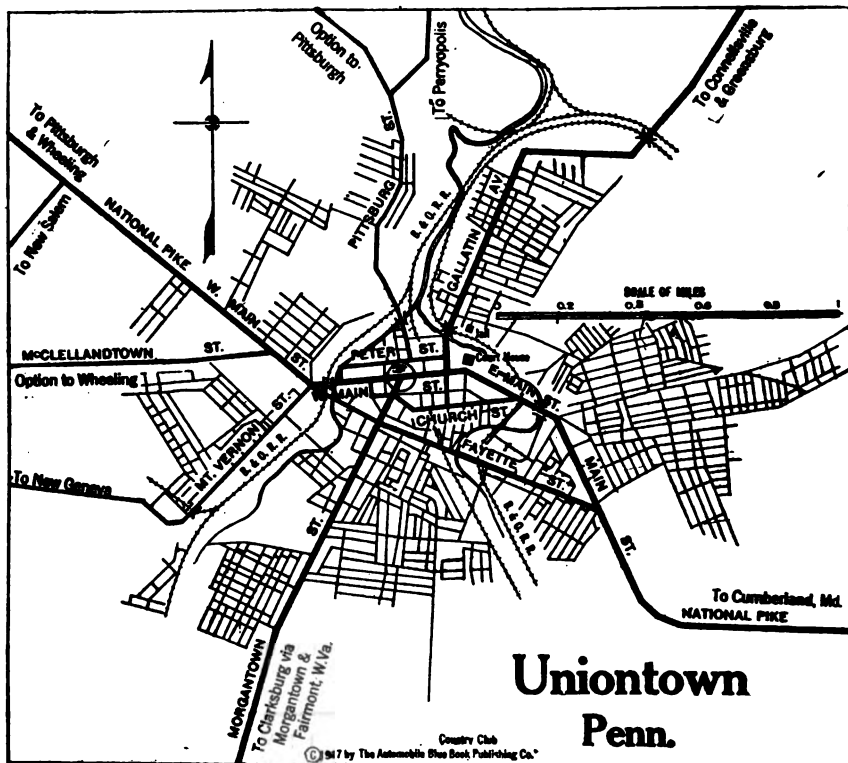 Option to
Pittsburgh
To Perryopolis
To Connellsville
& Greensburg
To Pittsburgh
& Wheeling
To New Salem
NATIONAL PIKE
W. MAIN
ST.
PITTSBURG
ST.
B. & O. R. R.
GALLATIN
AV
SCALE OF MILES
0
0.2
0.8
1
Jail
Court House
McCLELLANDTOWN
ST.
PETER
ST.
E. MAIN
ST.
Option to Wheeling
MAIN
ST.
CHURCH
ST
MT. VERNON
ST.
B. & O. R. R.
FAYETTE
ST.
MAIN
ST.
To New Geneva
ST.
B. & O. R. R.
To Cumberland, Md.
NATIONAL PIKE
MORGANTOWN
To Clarksburg via
Morgantown &
Fairmont, W.Va.
Uniontown
Penn.
Country Club
by The Automobile Blue Book Publishing Co.